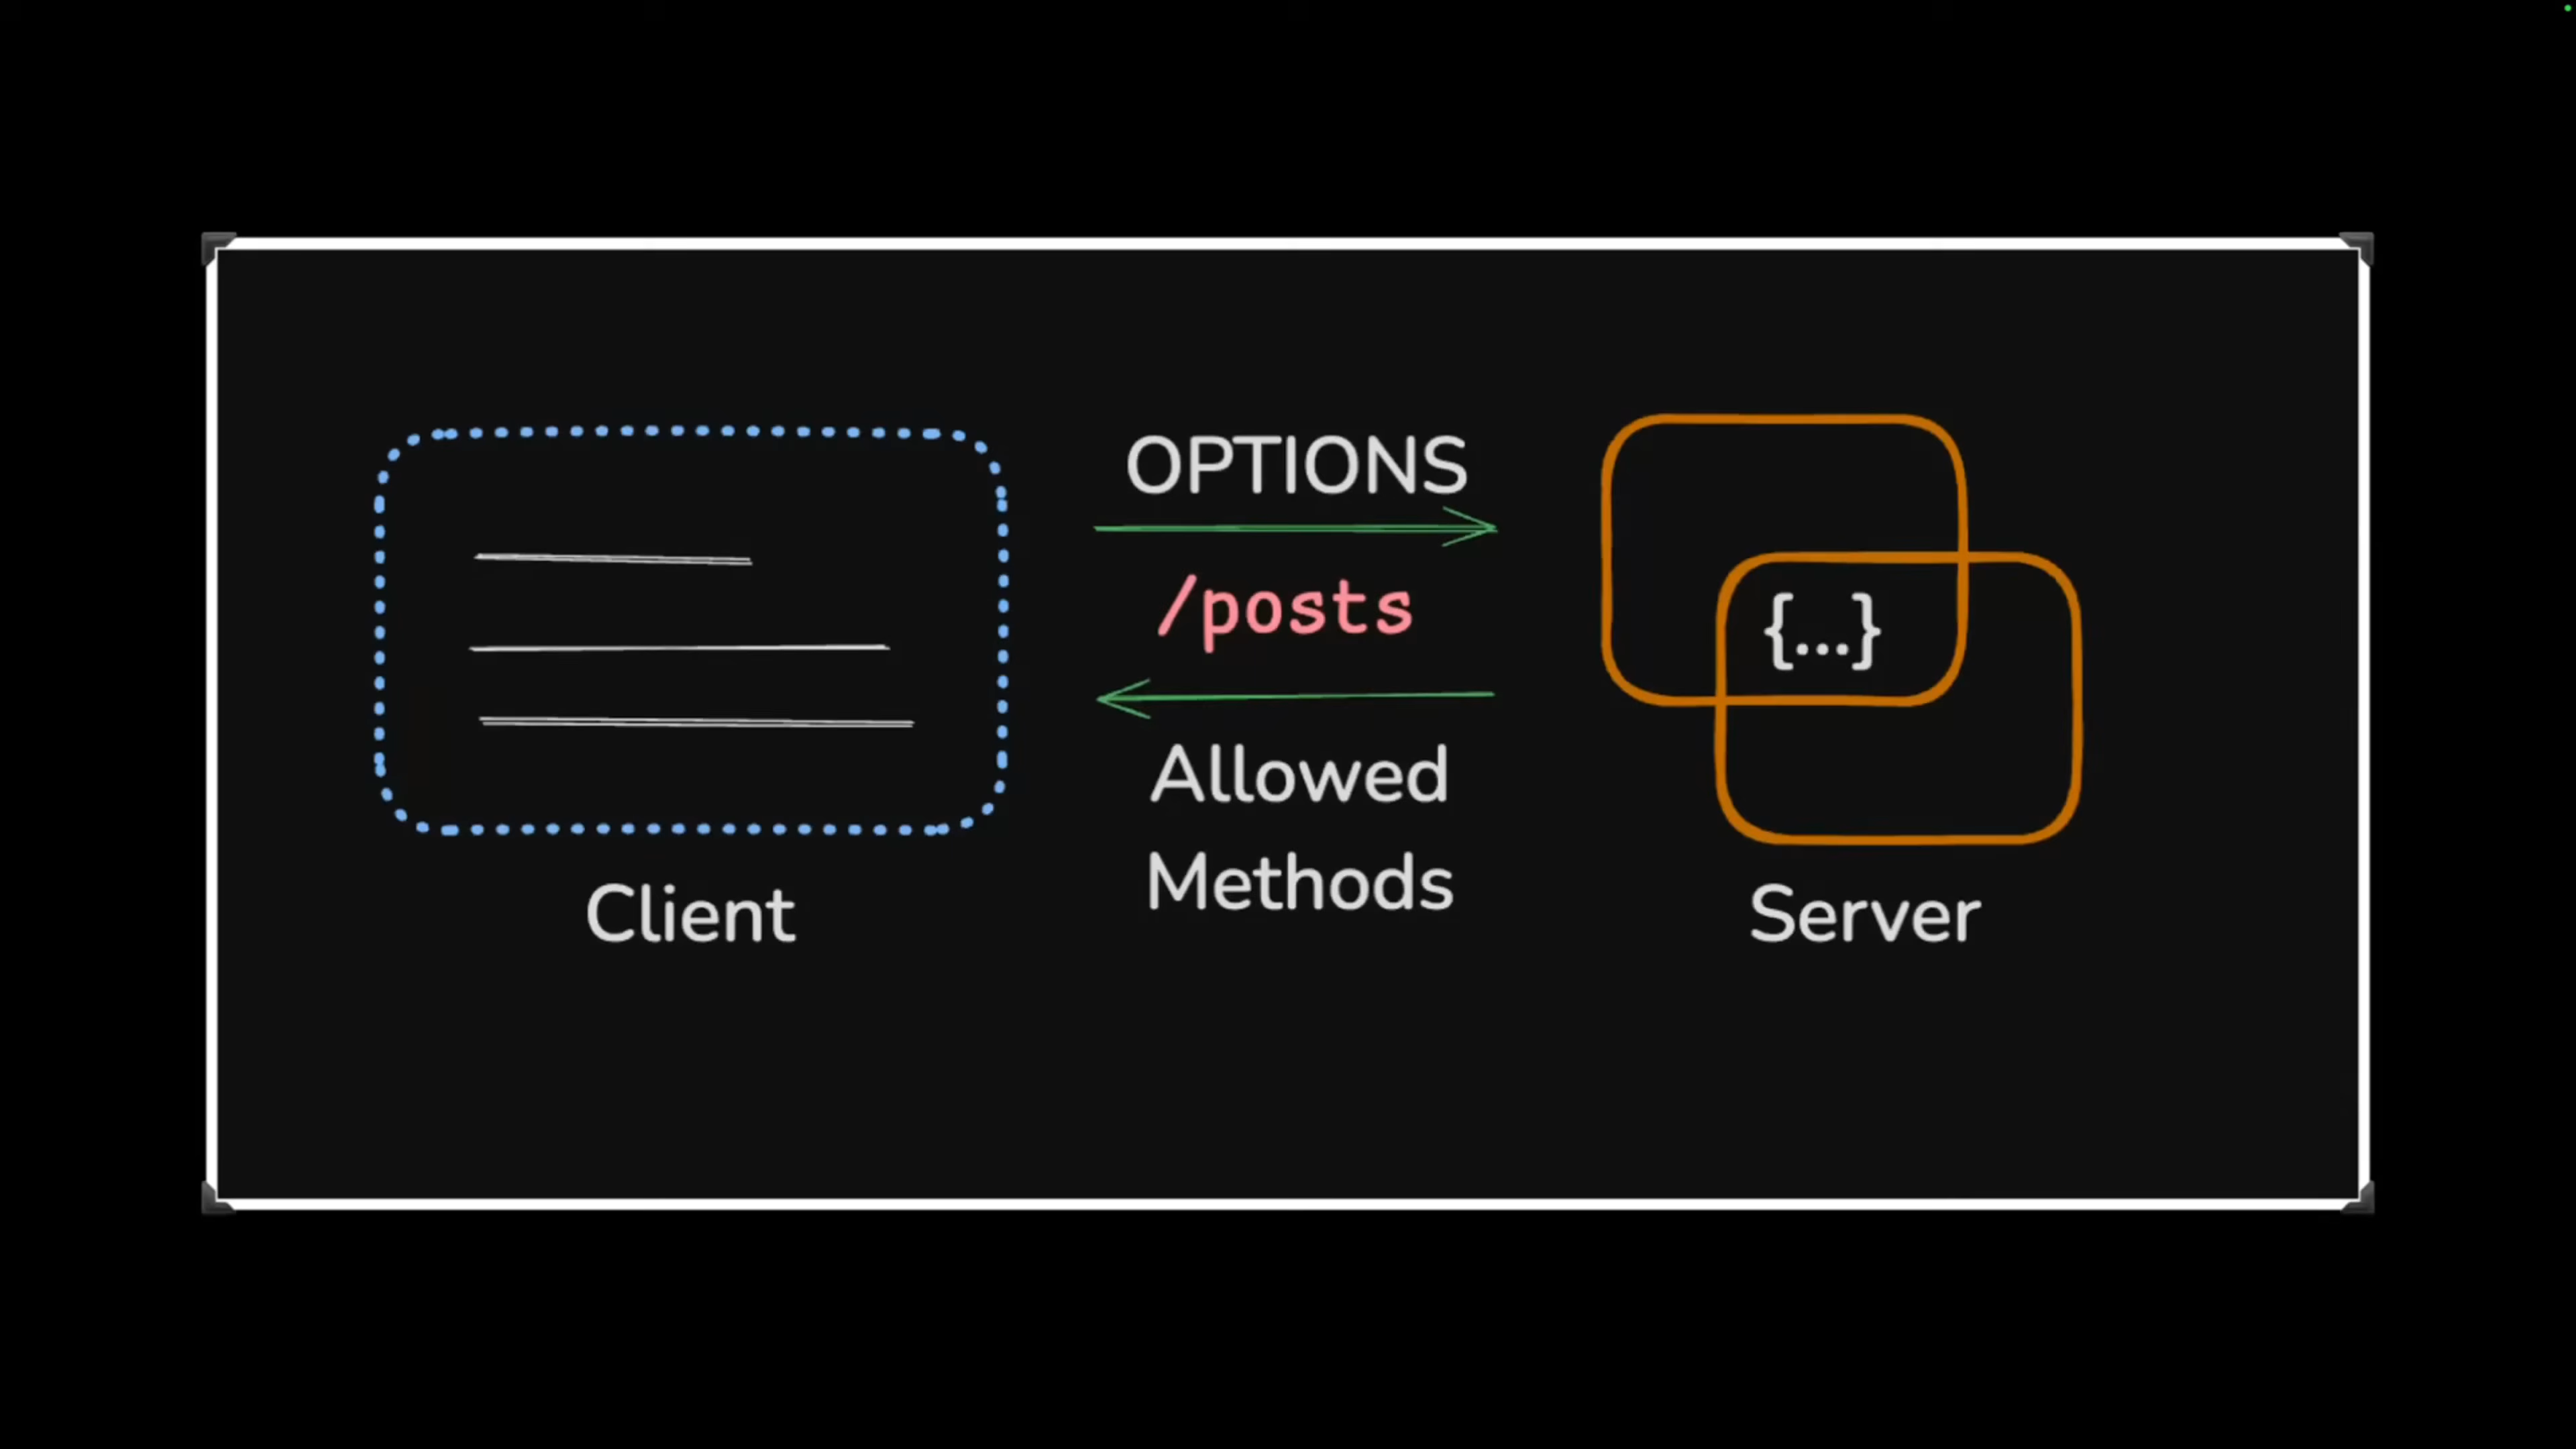 OPTIONS
/posts
{...}
Allowed
Methods
Client
Server